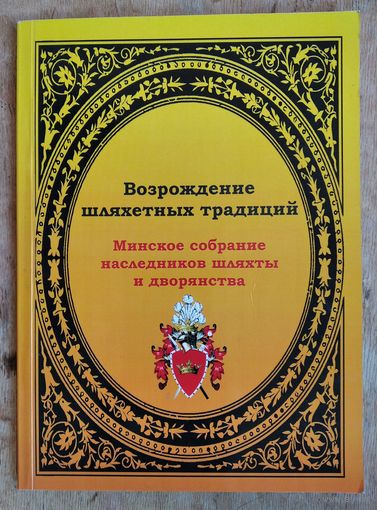 Возрождение
шляхетных традиций
Минское собрание
наследников шляхты
и дворянства